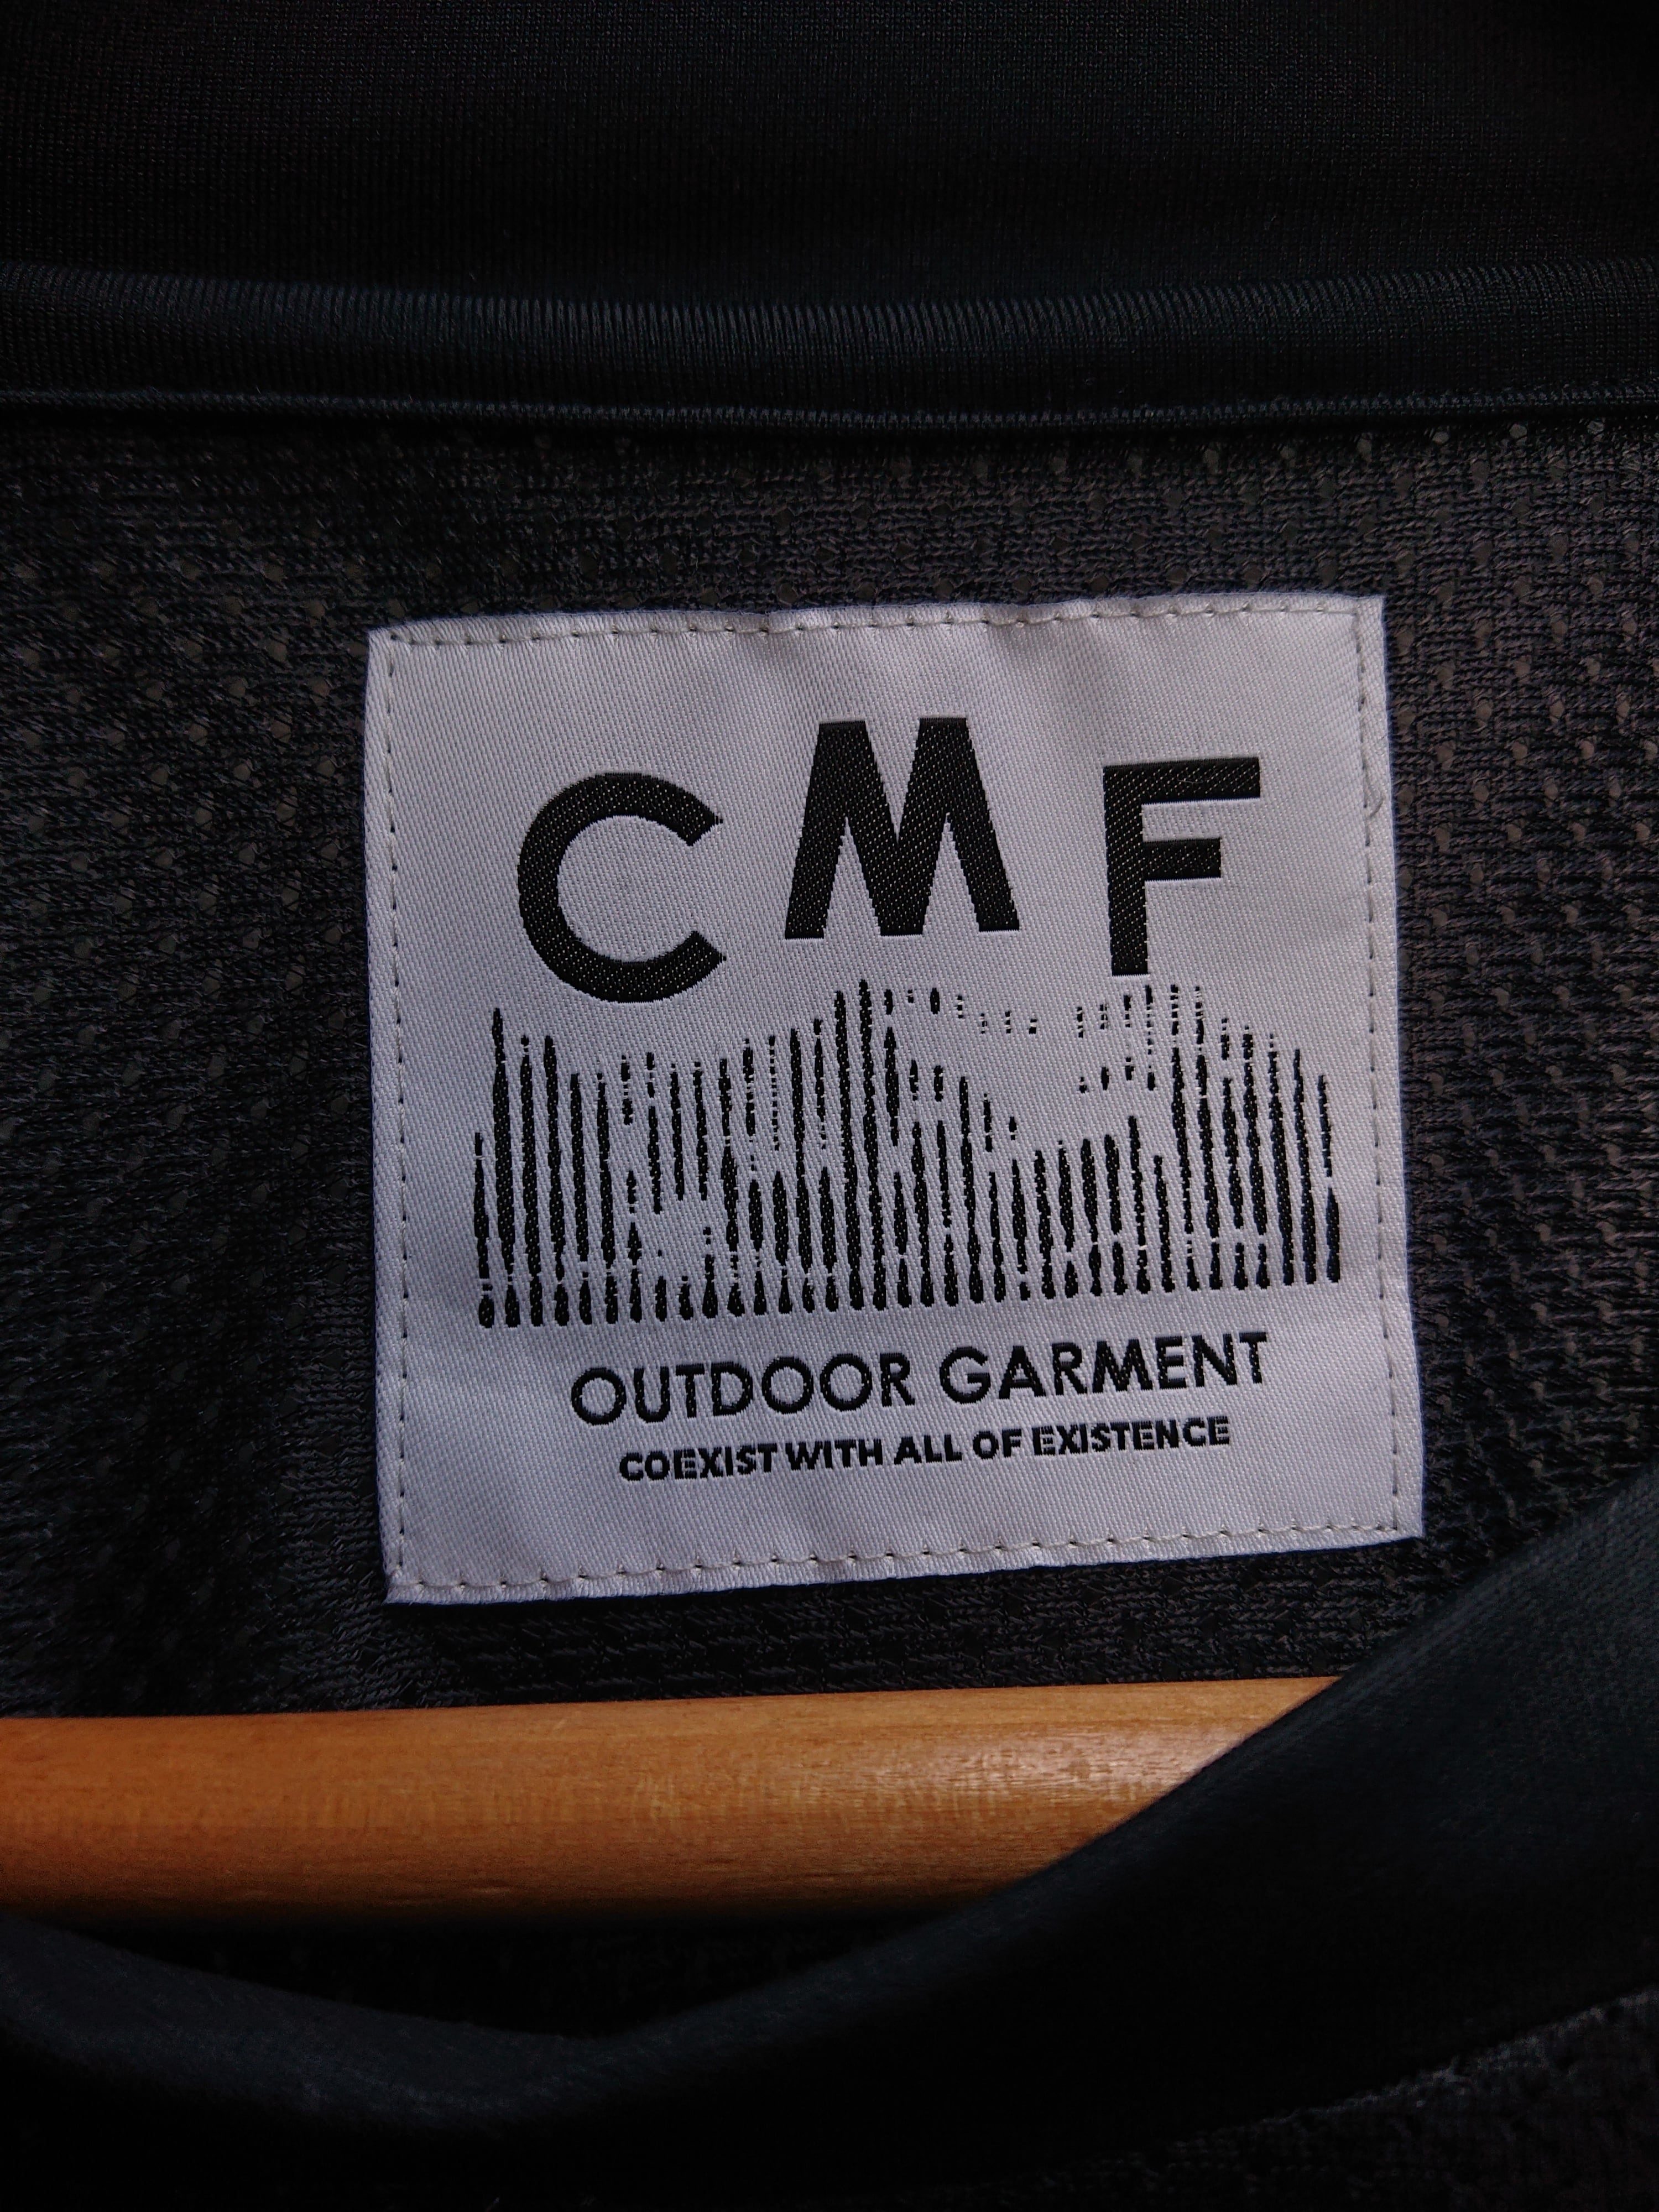 CMF
OUTDOOR GARMENT
COEXIST WITH ALL OF EXISTENCE